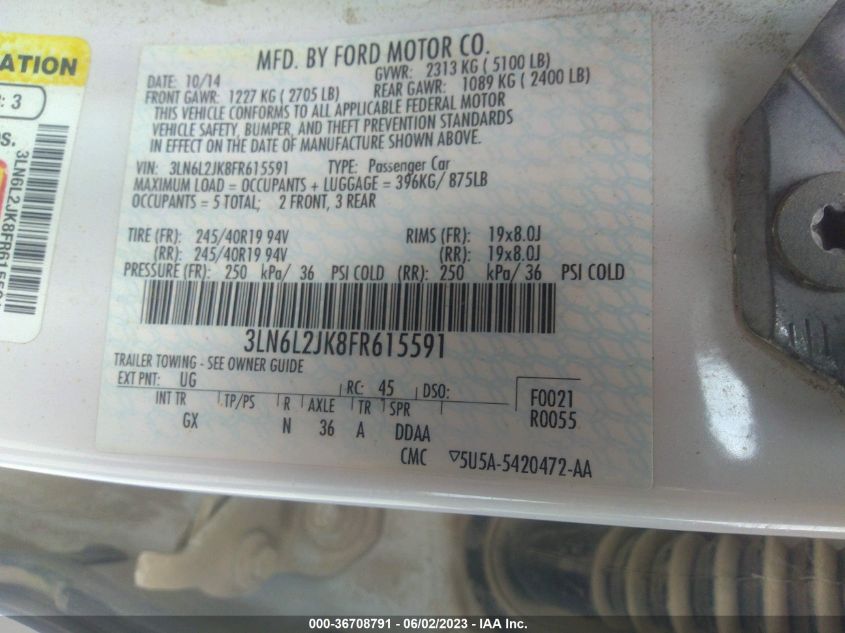 ATION
: 3
3LN6L2JK8FR61559
MFD. BY FORD MOTOR CO.
DATE: 10/14 GVWR: 2313 KG ( 5100 LB)
FRONT GAWR: 1227 KG ( 2705 LB) REAR GAWR: 1089 KG ( 2400 LB)
THIS VEHICLE CONFORMS TO ALL APPLICABLE FEDERAL MOTOR
VEHICLE SAFETY, BUMPER, AND THEFT PREVENTION STANDARDS
IN EFFECT ON THE DATE OF MANUFACTURE SHOWN ABOVE.
VIN: 3LN6L2JK8FR615591 TYPE: Passenger Car
MAXIMUM LOAD = OCCUPANTS + LUGGAGE = 396KG/ 875LB
OCCUPANTS = 5 TOTAL; 2 FRONT, 3 REAR
TIRE (FR): 245/40R19 94V RIMS (FR): 19x8.0J
(RR): 245/40R19 94V (RR): 19x8.0J
PRESSURE (FR): 250 kPa/ 36 PSI COLD (RR): 250 kPa/ 36 PSI COLD
3LN6L2JK8FR615591
TRAILER TOWING - SEE OWNER GUIDE
EXT PNT: UG RC: 45 DSO: F0021
INT TR TP/PS R AXLE TR SPR R0055
GX N 36 A DDAA
CMC ▽5U5A-5420472-AA
000-36708791 - 06/02/2023 - IAA Inc.